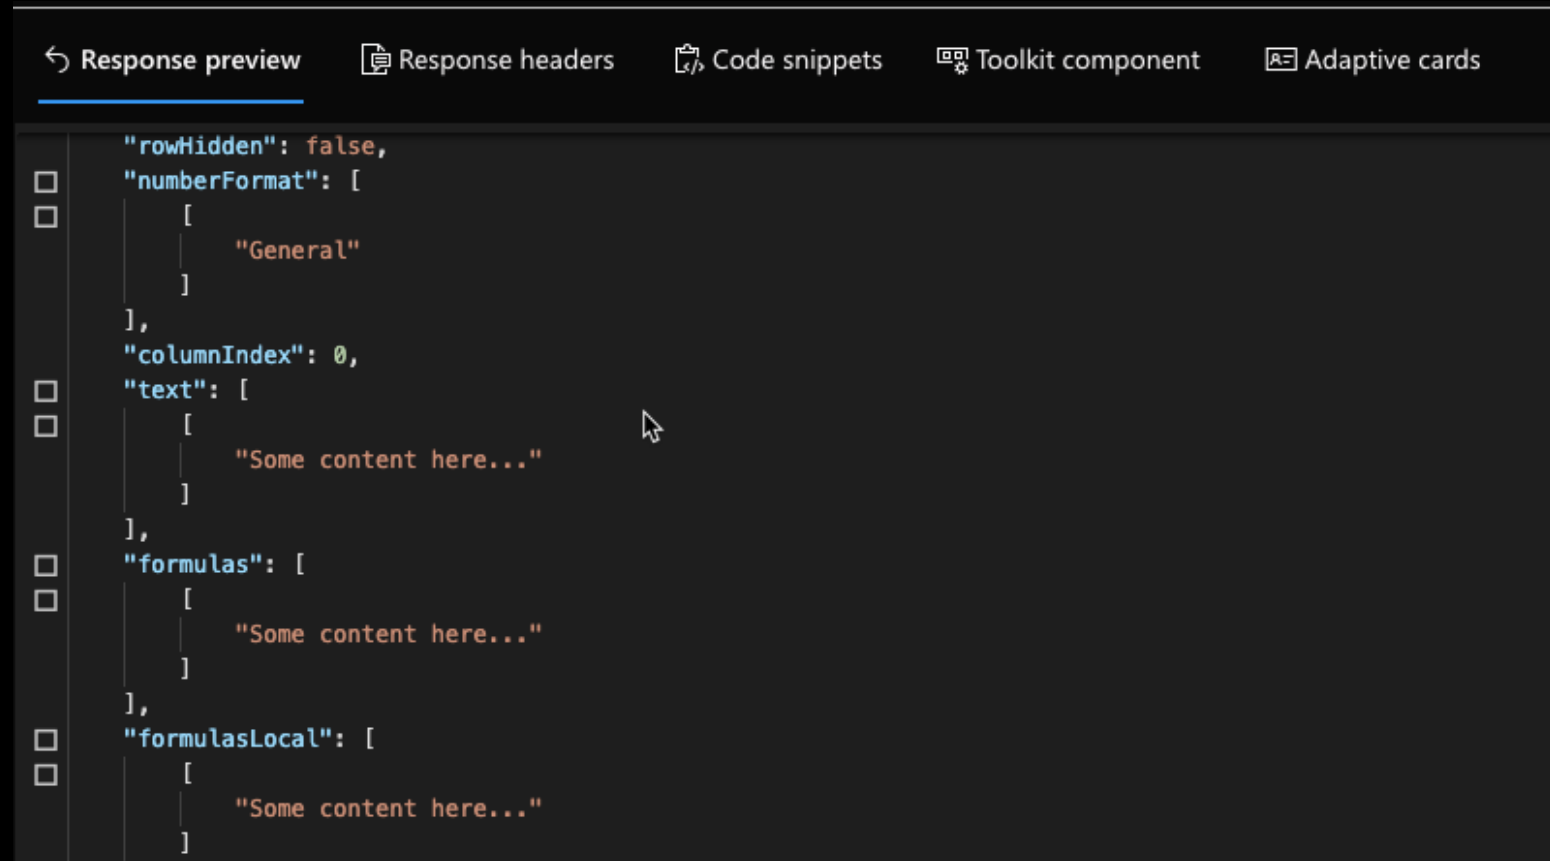 Response preview Response headers Code snippets Toolkit component Adaptive cards
"rowHidden": false,
"numberFormat": [
[
"General"
]
],
"columnIndex": 0,
"text": [
[
"Some content here..."
]
],
"formulas": [
[
"Some content here..."
]
],
"formulasLocal": [
[
"Some content here..."
]